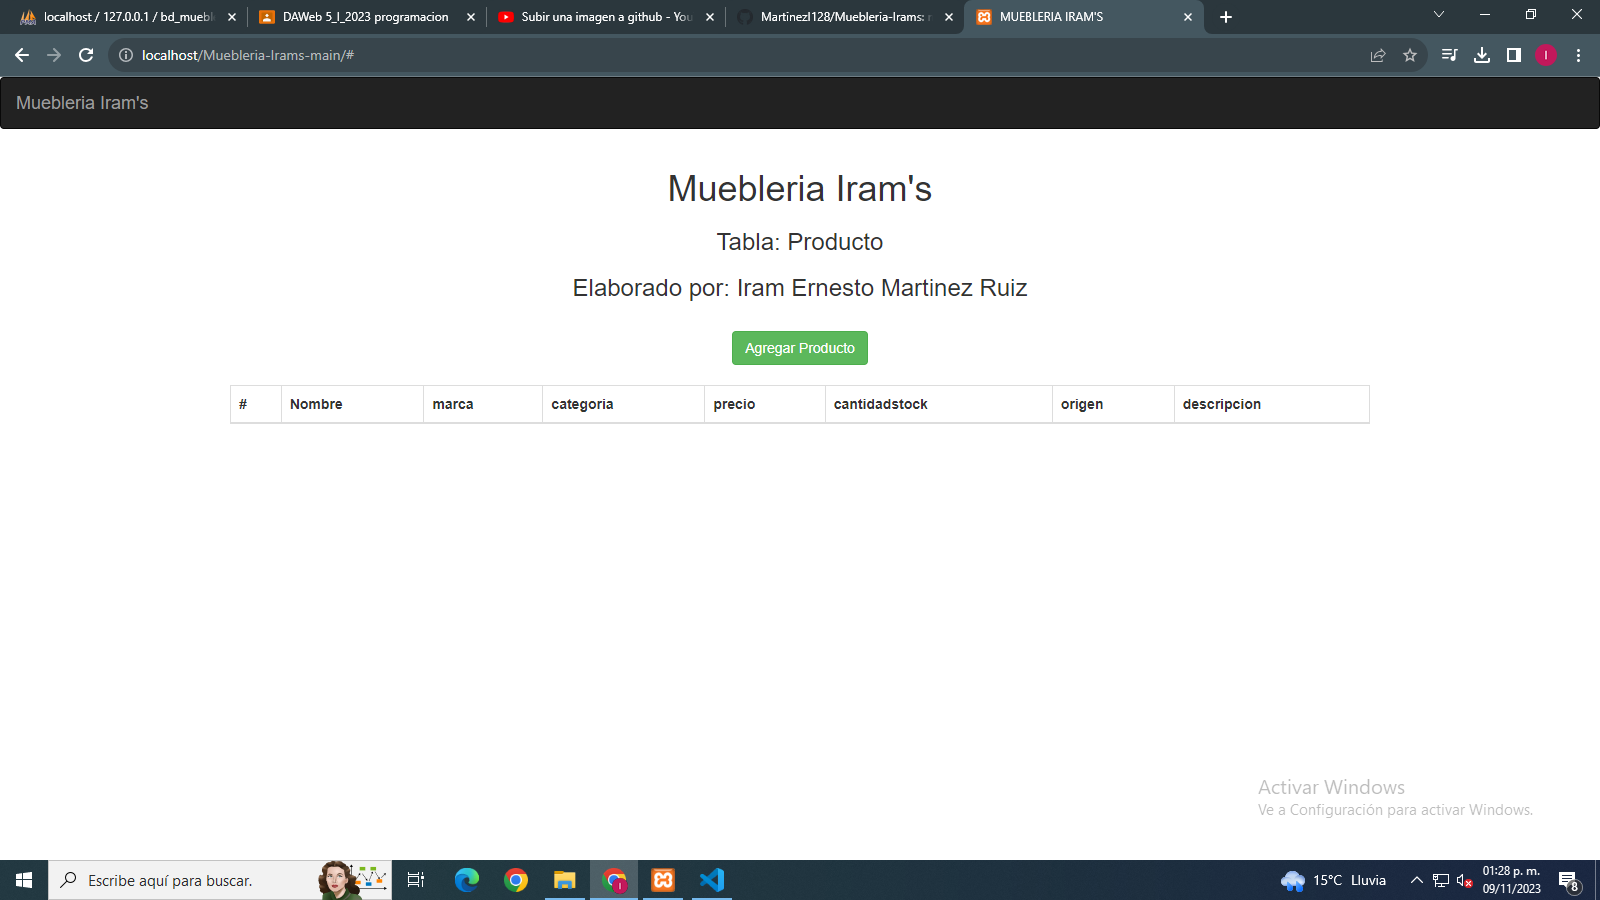 localhost / 127.0.0.1 / bd_muebl
DAWeb 5_I_2023 programacion
Subir una imagen a github - You
MartinezI128/Muebleria-Irams: m
MUEBLERIA IRAM'S
localhost/Muebleria-Irams-main/#
I
Muebleria Iram's
Muebleria Iram's
Tabla: Producto
Elaborado por: Iram Ernesto Martinez Ruiz
Agregar Producto
# Nombre marca categoria precio cantidadstock origen descripcion
Activar Windows
Ve a Configuración para activar Windows.
Escribe aquí para buscar.
15°C Lluvia
01:28 p. m.
09/11/2023
8